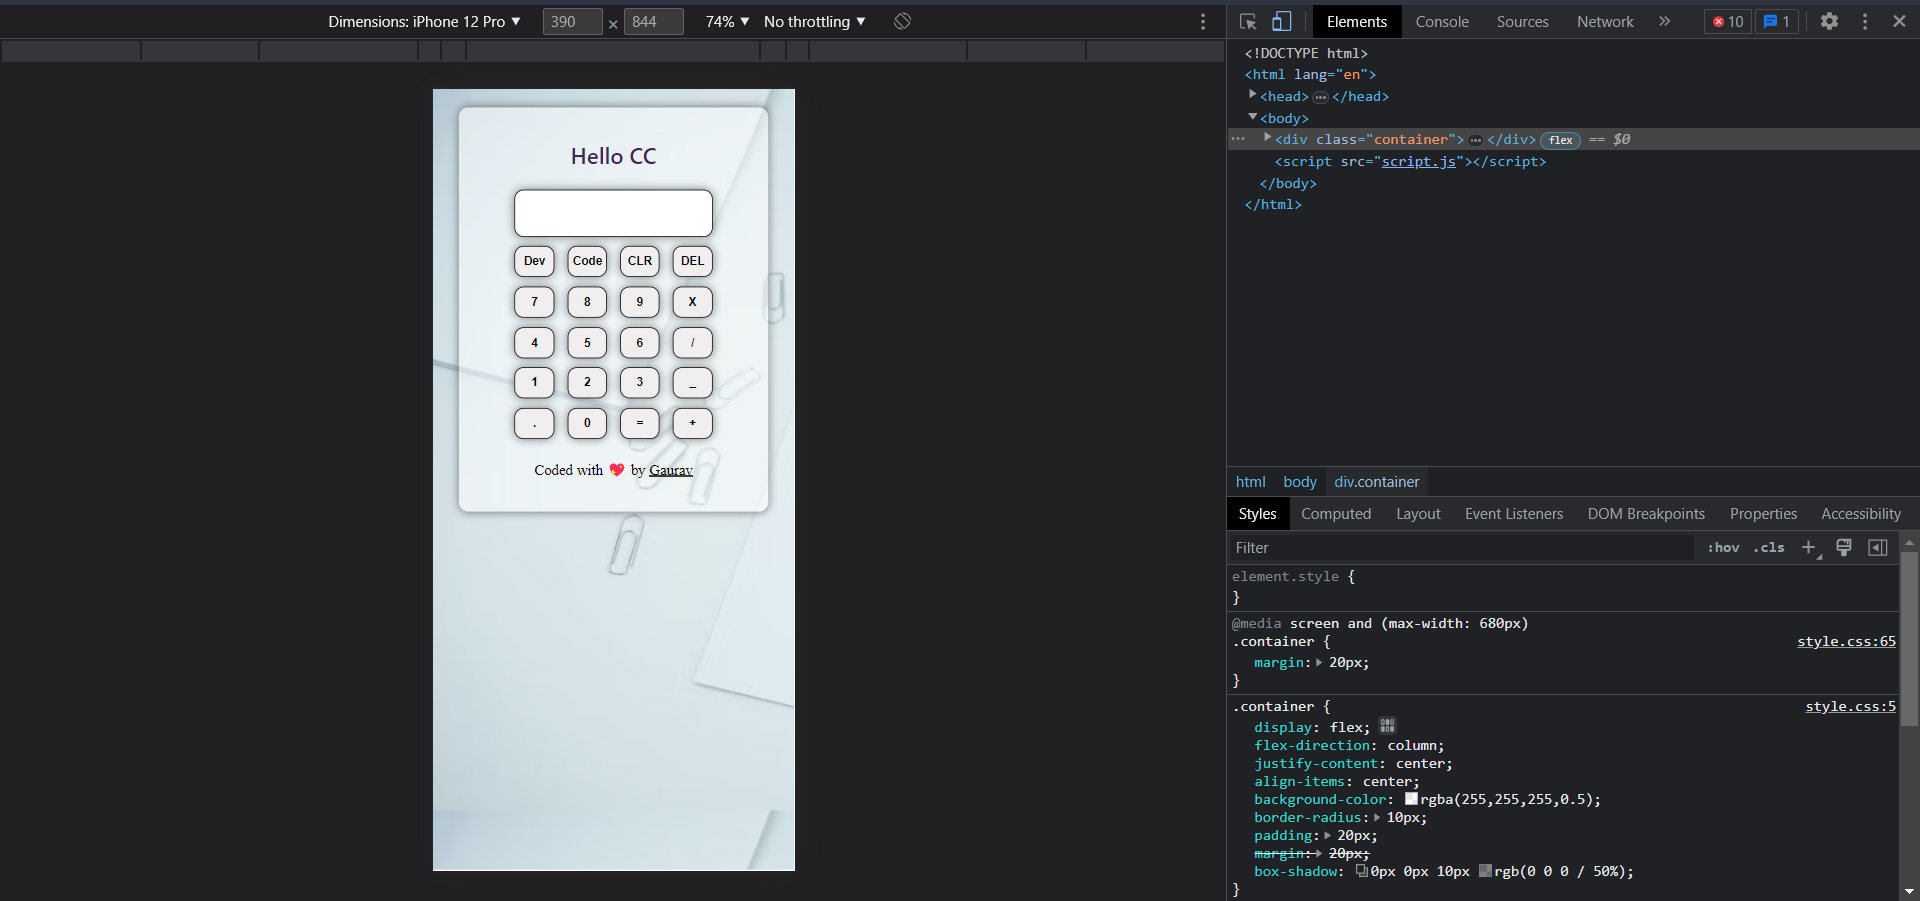 Dimensions: iPhone 12 Pro ▼ 390 × 844 74% ▼ No throttling ▼
Elements Console Sources Network » 10 1
Hello CC
Dev Code CLR DEL
7 8 9 X
4 5 6 /
1 2 3 _
. 0 = +
Coded with 💖 by Gaurav
<!DOCTYPE html>
<html lang="en">
<head>…</head>
<body>
… <div class="container">…</div> flex == $0
<script src="script.js"></script>
</body>
</html>
html body div.container
Styles Computed Layout Event Listeners DOM Breakpoints Properties Accessibility
Filter :hov .cls +
element.style {
}
@media screen and (max-width: 680px)
.container { style.css:65
margin: 20px;
}
.container { style.css:5
display: flex;
flex-direction: column;
justify-content: center;
align-items: center;
background-color: rgba(255,255,255,0.5);
border-radius: 10px;
padding: 20px;
margin: 20px;
box-shadow: 0px 0px 10px rgb(0 0 0 / 50%);
}